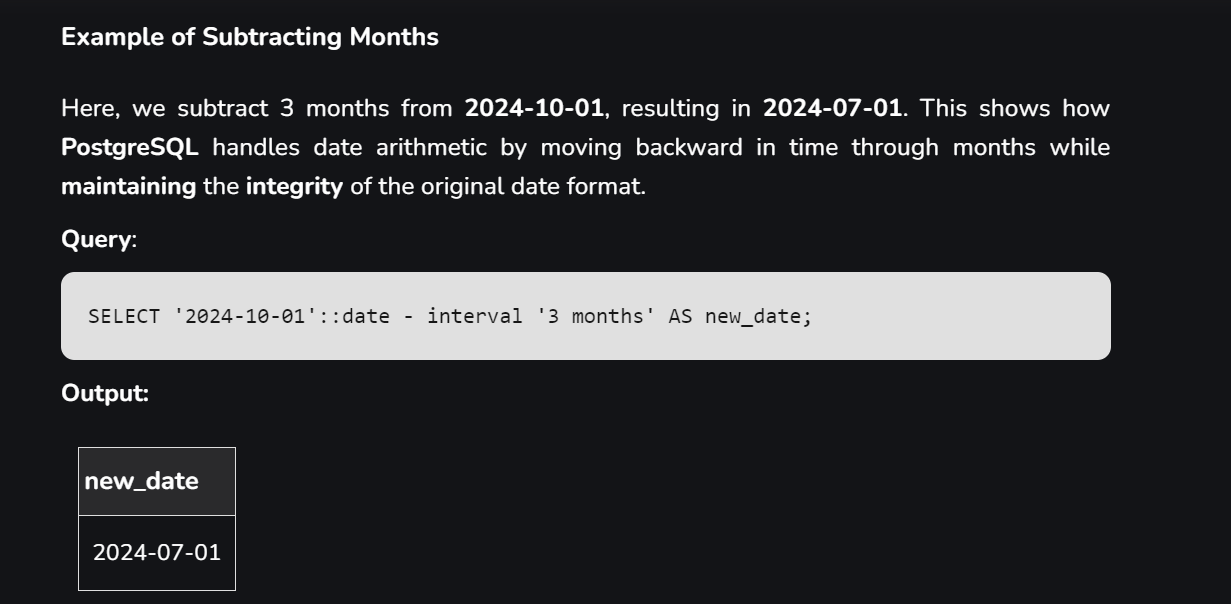 Example of Subtracting Months
Here, we subtract 3 months from 2024-10-01, resulting in 2024-07-01. This shows how
PostgreSQL handles date arithmetic by moving backward in time through months while
maintaining the integrity of the original date format.
Query:
SELECT '2024-10-01'::date - interval '3 months' AS new_date;
Output:
new_date
2024-07-01